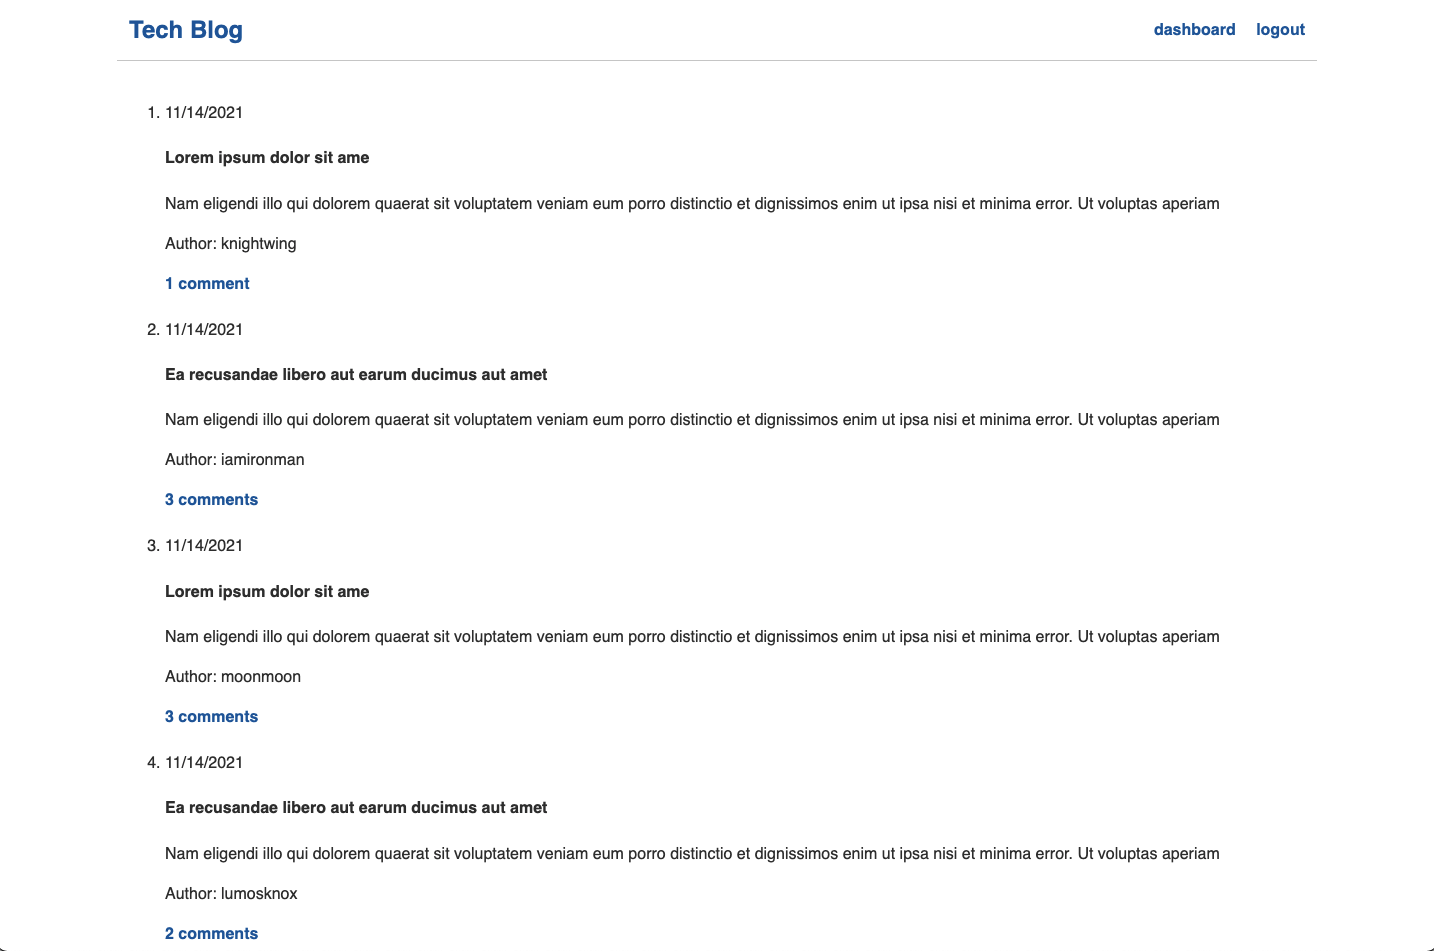 Tech Blog
dashboard logout
1. 11/14/2021
Lorem ipsum dolor sit ame
Nam eligendi illo qui dolorem quaerat sit voluptatem veniam eum porro distinctio et dignissimos enim ut ipsa nisi et minima error. Ut voluptas aperiam
Author: knightwing
1 comment
2. 11/14/2021
Ea recusandae libero aut earum ducimus aut amet
Nam eligendi illo qui dolorem quaerat sit voluptatem veniam eum porro distinctio et dignissimos enim ut ipsa nisi et minima error. Ut voluptas aperiam
Author: iamironman
3 comments
3. 11/14/2021
Lorem ipsum dolor sit ame
Nam eligendi illo qui dolorem quaerat sit voluptatem veniam eum porro distinctio et dignissimos enim ut ipsa nisi et minima error. Ut voluptas aperiam
Author: moonmoon
3 comments
4. 11/14/2021
Ea recusandae libero aut earum ducimus aut amet
Nam eligendi illo qui dolorem quaerat sit voluptatem veniam eum porro distinctio et dignissimos enim ut ipsa nisi et minima error. Ut voluptas aperiam
Author: lumosknox
2 comments